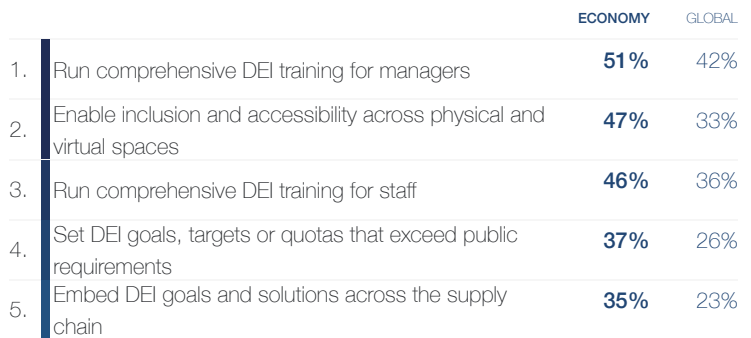 ECONOMY GLOBAL
1. Run comprehensive DEI training for managers 51% 42%
Enable inclusion and accessibility across physical and
2. virtual spaces 47% 33%
3. Run comprehensive DEI training for staff 46% 36%
Set DEI goals, targets or quotas that exceed public
4. requirements 37% 26%
Embed DEI goals and solutions across the supply
5. chain 35% 23%